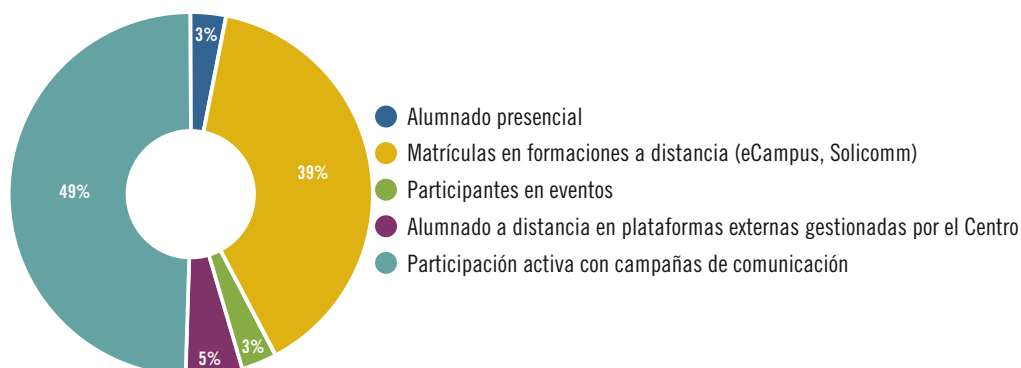 3%
39%
49%
3%
5%
Alumnado presencial
Matrículas en formaciones a distancia (eCampus, Solicomm)
Participantes en eventos
Alumnado a distancia en plataformas externas gestionadas por el Centro
Participación activa con campañas de comunicación